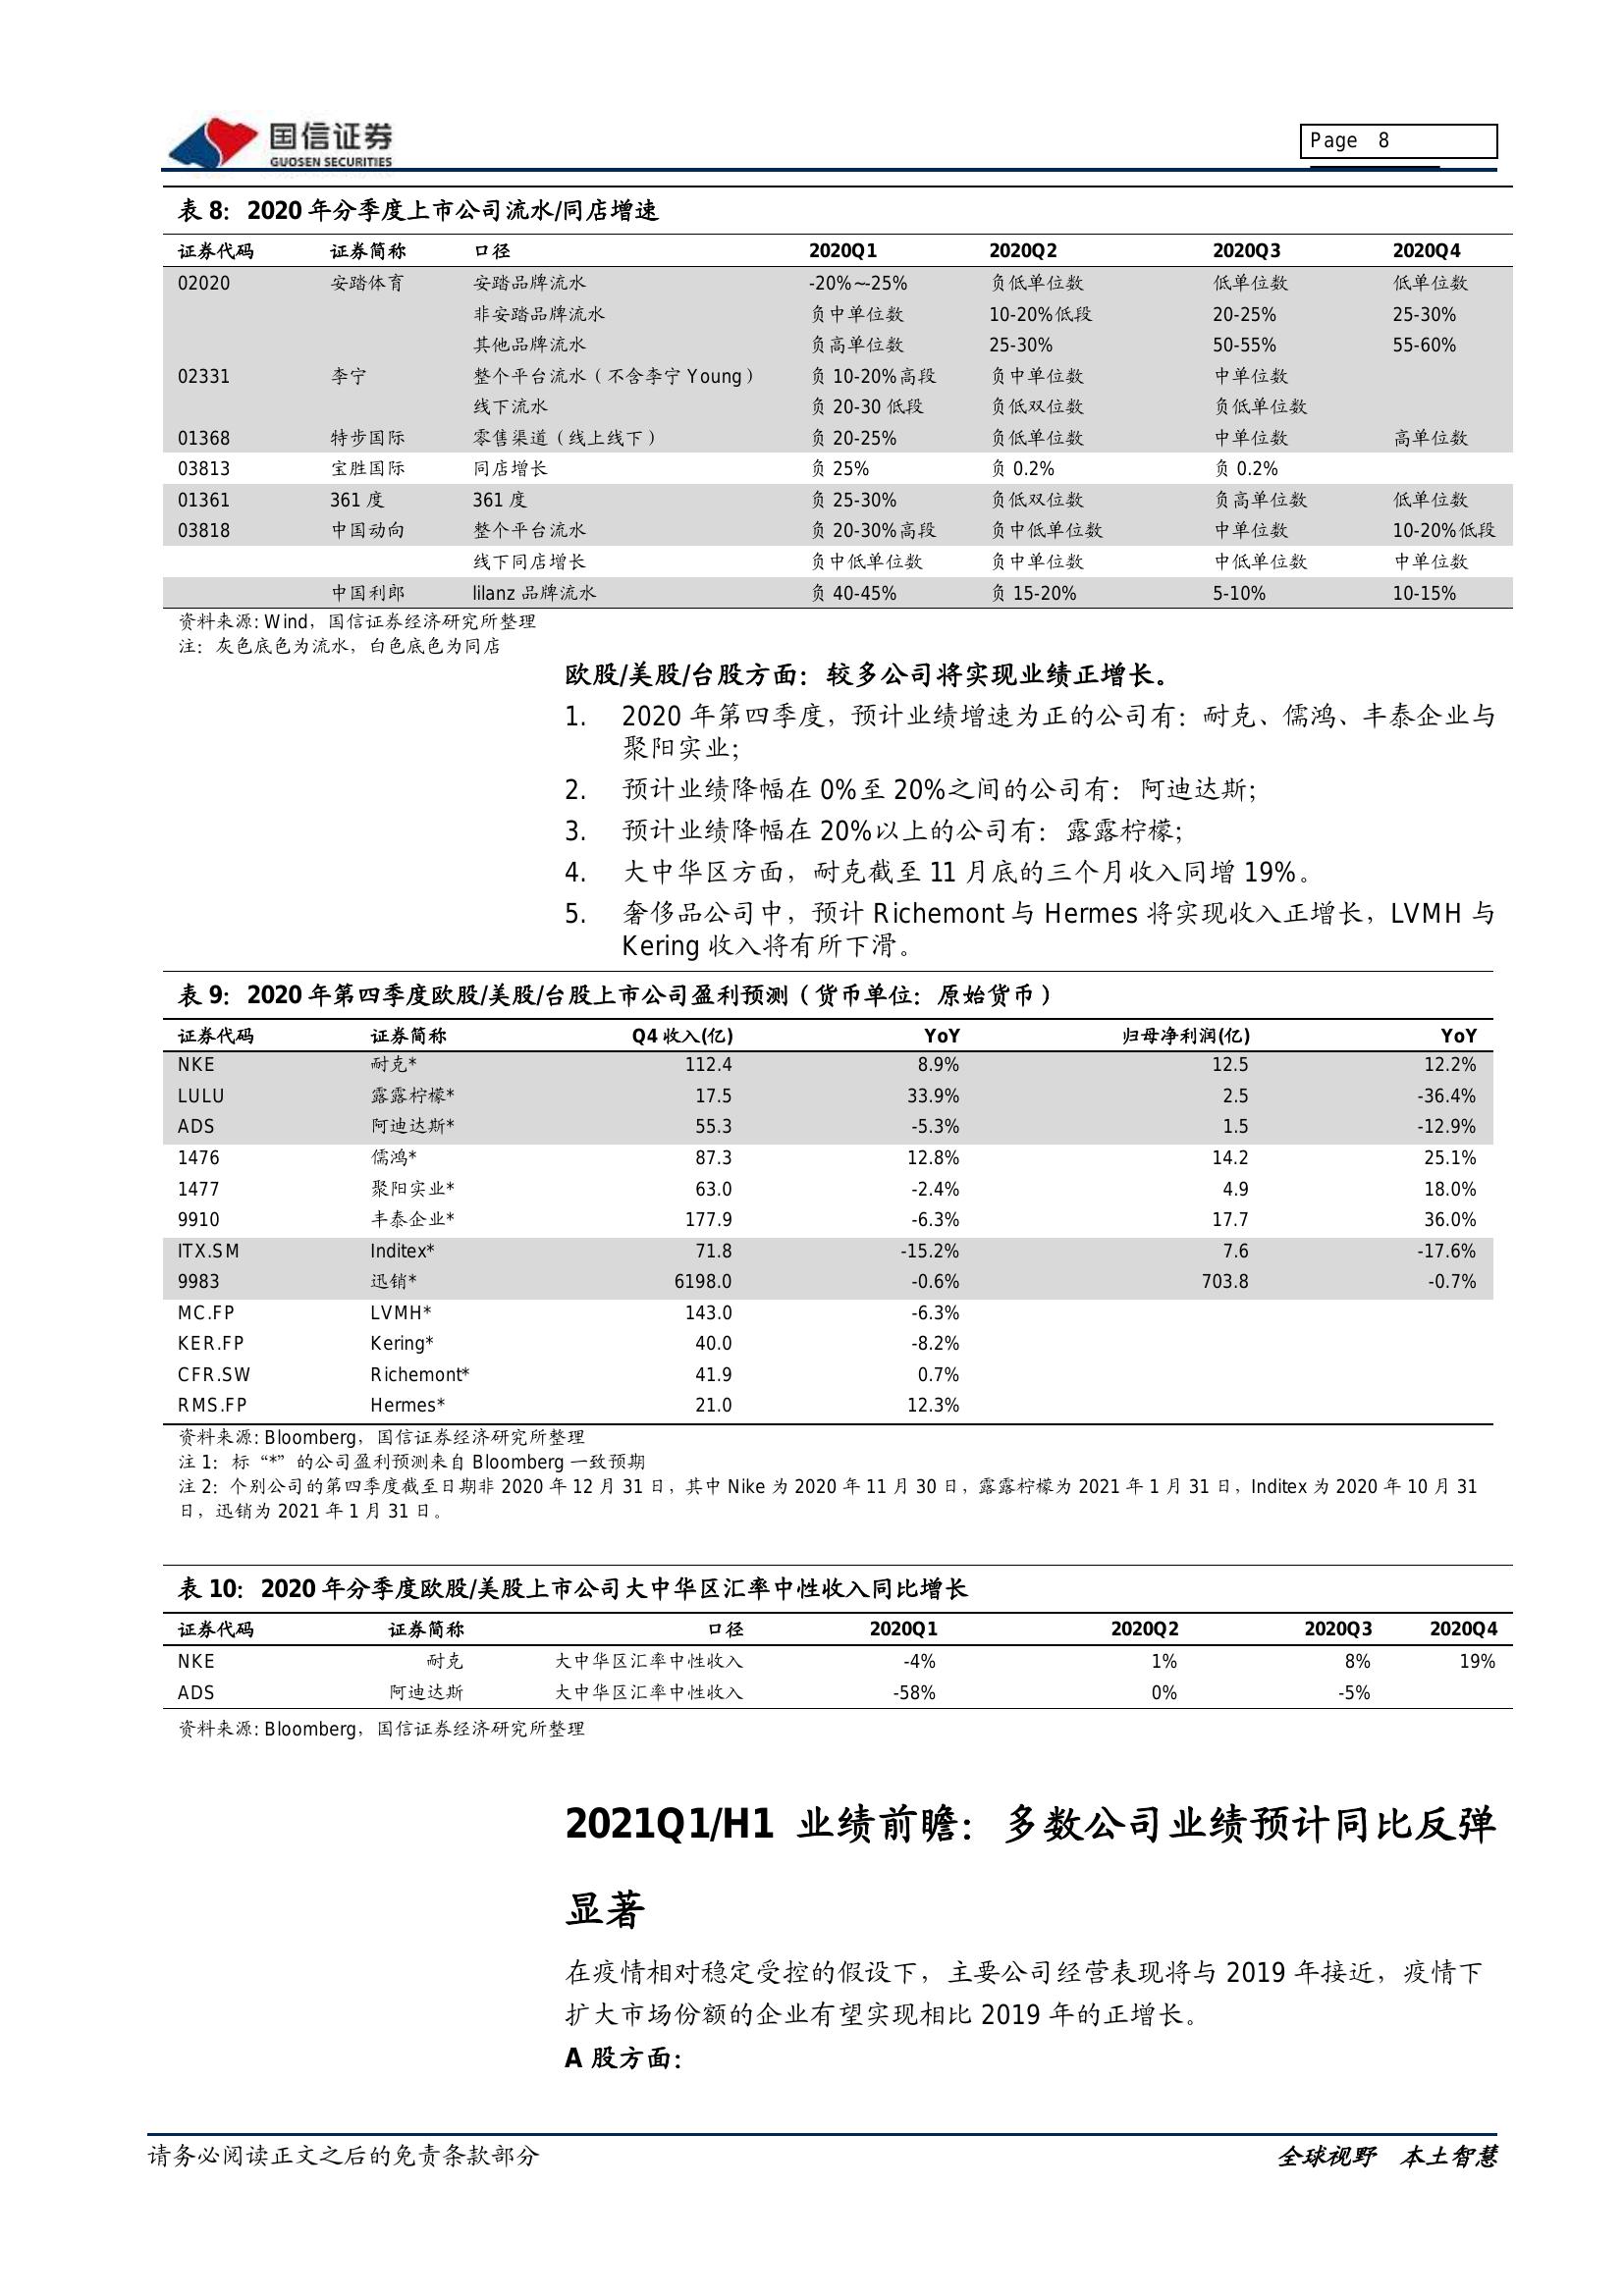 国信证券
GUOSEN SECURITIES
Page 8
表 8：2020 年分季度上市公司流水/同店增速
证券代码 证券简称 口径 2020Q1 2020Q2 2020Q3 2020Q4
02020 安踏体育 安踏品牌流水 -20%~-25% 负低单位数 低单位数 低单位数
非安踏品牌流水 负中单位数 10-20%低段 20-25% 25-30%
其他品牌流水 负高单位数 25-30% 50-55% 55-60%
02331 李宁 整个平台流水（不含李宁 Young） 负 10-20%高段 负中单位数 中单位数
线下流水 负 20-30 低段 负低双位数 负低单位数
01368 特步国际 零售渠道（线上线下） 负 20-25% 负低单位数 中单位数 高单位数
03813 宝胜国际 同店增长 负 25% 负 0.2% 负 0.2%
01361 361 度 361 度 负 25-30% 负低双位数 负高单位数 低单位数
03818 中国动向 整个平台流水 负 20-30%高段 负中低单位数 中单位数 10-20%低段
线下同店增长 负中低单位数 负中单位数 中低单位数 中单位数
中国利郎 lilanz 品牌流水 负 40-45% 负 15-20% 5-10% 10-15%
资料来源: Wind，国信证券经济研究所整理
注：灰色底色为流水，白色底色为同店
欧股/美股/台股方面：较多公司将实现业绩正增长。
1. 2020 年第四季度，预计业绩增速为正的公司有：耐克、儒鸿、丰泰企业与
聚阳实业；
2. 预计业绩降幅在 0%至 20%之间的公司有：阿迪达斯；
3. 预计业绩降幅在 20%以上的公司有：露露柠檬；
4. 大中华区方面，耐克截至 11 月底的三个月收入同增 19%。
5. 奢侈品公司中，预计 Richemont 与 Hermes 将实现收入正增长，LVMH 与
Kering 收入将有所下滑。
表 9：2020 年第四季度欧股/美股/台股上市公司盈利预测（货币单位：原始货币）
证券代码 证券简称 Q4 收入(亿) YoY 归母净利润(亿) YoY
NKE 耐克* 112.4 8.9% 12.5 12.2%
LULU 露露柠檬* 17.5 33.9% 2.5 -36.4%
ADS 阿迪达斯* 55.3 -5.3% 1.5 -12.9%
1476 儒鸿* 87.3 12.8% 14.2 25.1%
1477 聚阳实业* 63.0 -2.4% 4.9 18.0%
9910 丰泰企业* 177.9 -6.3% 17.7 36.0%
ITX.SM Inditex* 71.8 -15.2% 7.6 -17.6%
9983 迅销* 6198.0 -0.6% 703.8 -0.7%
MC.FP LVMH* 143.0 -6.3%
KER.FP Kering* 40.0 -8.2%
CFR.SW Richemont* 41.9 0.7%
RMS.FP Hermes* 21.0 12.3%
资料来源: Bloomberg，国信证券经济研究所整理
注 1：标“*”的公司盈利预测来自 Bloomberg 一致预期
注 2：个别公司的第四季度截至日期非 2020 年 12 月 31 日，其中 Nike 为 2020 年 11 月 30 日，露露柠檬为 2021 年 1 月 31 日，Inditex 为 2020 年 10 月 31
日，迅销为 2021 年 1 月 31 日。
表 10：2020 年分季度欧股/美股上市公司大中华区汇率中性收入同比增长
证券代码 证券简称 口径 2020Q1 2020Q2 2020Q3 2020Q4
NKE 耐克 大中华区汇率中性收入 -4% 1% 8% 19%
ADS 阿迪达斯 大中华区汇率中性收入 -58% 0% -5%
资料来源: Bloomberg，国信证券经济研究所整理
2021Q1/H1 业绩前瞻：多数公司业绩预计同比反弹
显著
在疫情相对稳定受控的假设下，主要公司经营表现将与 2019 年接近，疫情下
扩大市场份额的企业有望实现相比 2019 年的正增长。
A 股方面：
请务必阅读正文之后的免责条款部分 全球视野 本土智慧